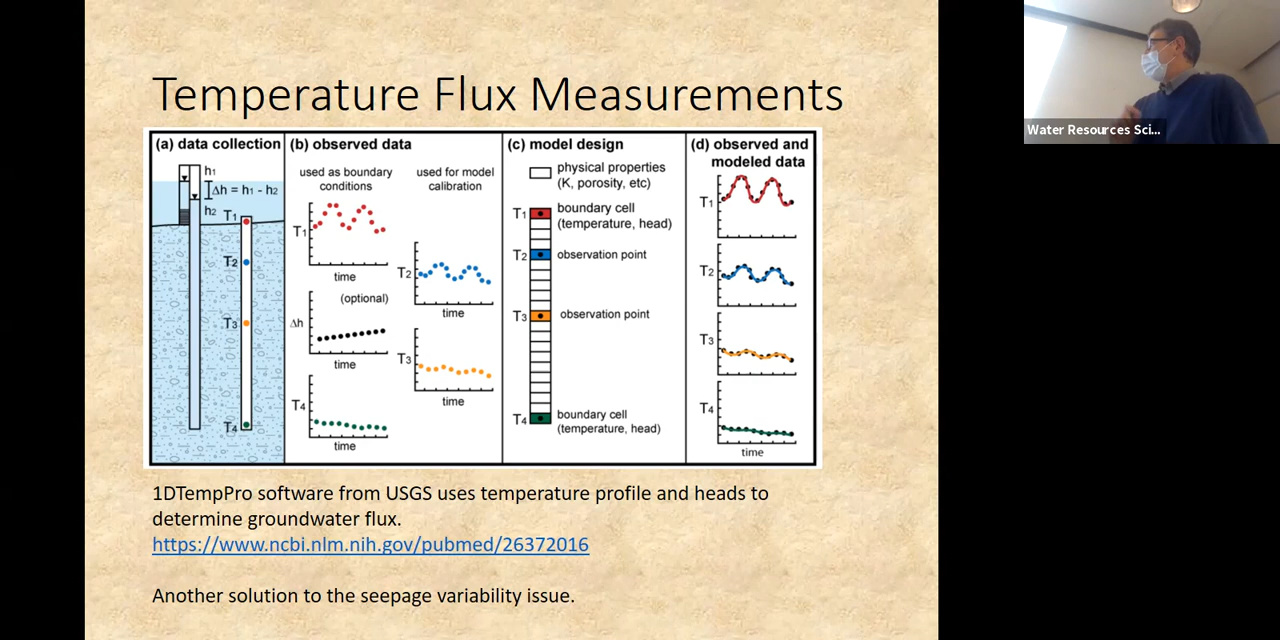 Temperature Flux Measurements
(a) data collection
h1
Δh = h1 - h2
h2
T1
T2
T3
T4
(b) observed data
used as boundary
conditions
used for model
calibration
T1
time
T2
time
(optional)
Δh
time
T3
time
T4
time
(c) model design
physical properties
(K, porosity, etc)
T1
boundary cell
(temperature, head)
T2
observation point
T3
observation point
T4
boundary cell
(temperature, head)
(d) observed and
modeled data
T1
T2
T3
T4
time
1DTempPro software from USGS uses temperature profile and heads to
determine groundwater flux.
https://www.ncbi.nlm.nih.gov/pubmed/26372016
Another solution to the seepage variability issue.
Water Resources Sci...